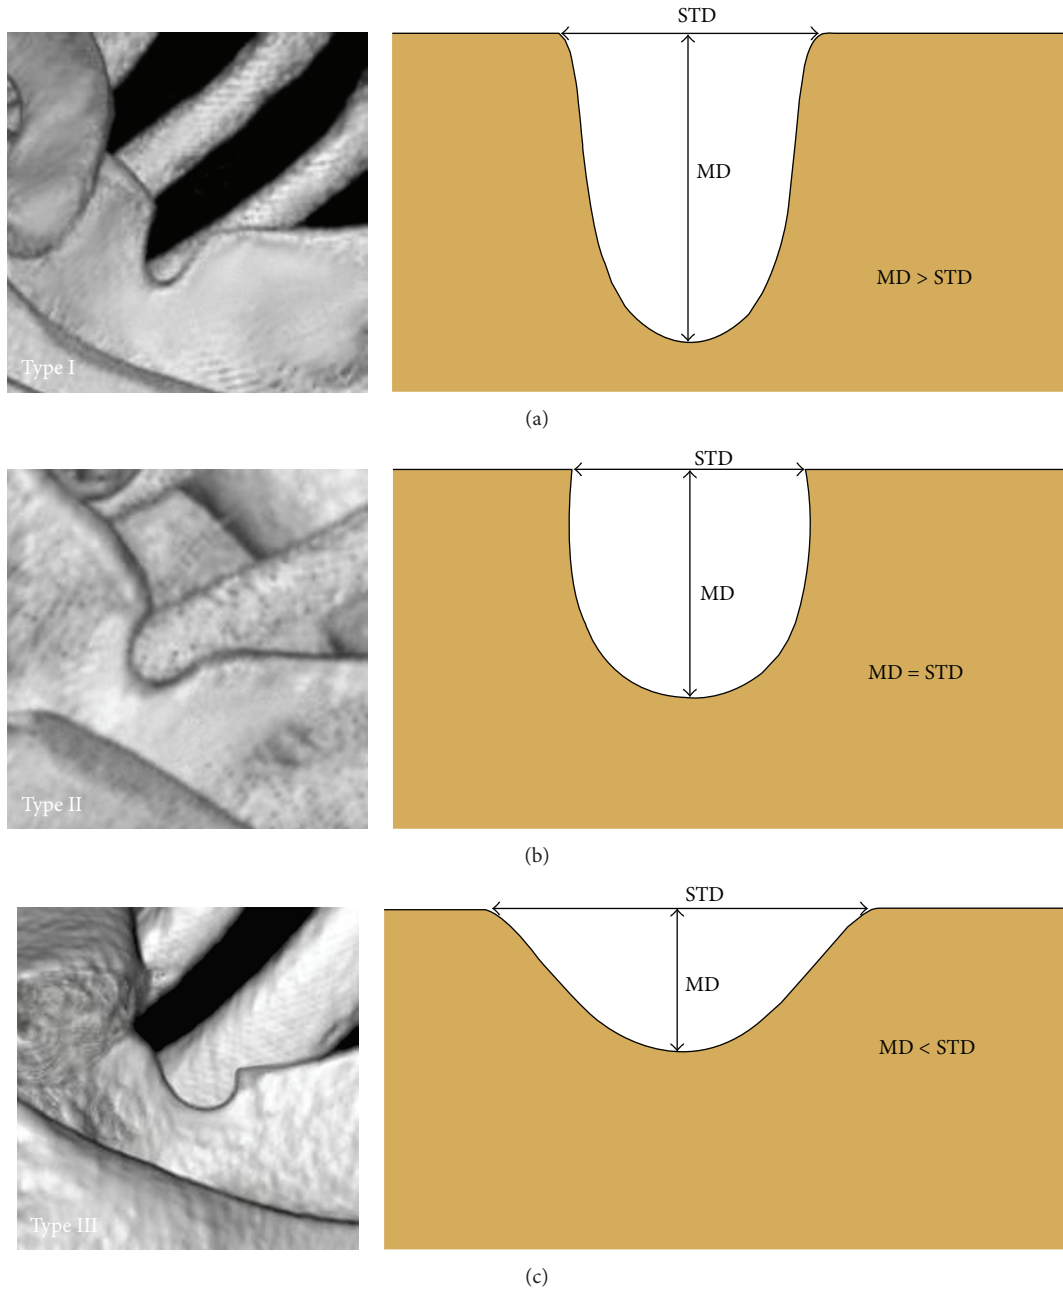 STD
MD
MD > STD
Type I
(a)
STD
MD
MD = STD
Type II
(b)
STD
MD
MD < STD
Type III
(c)